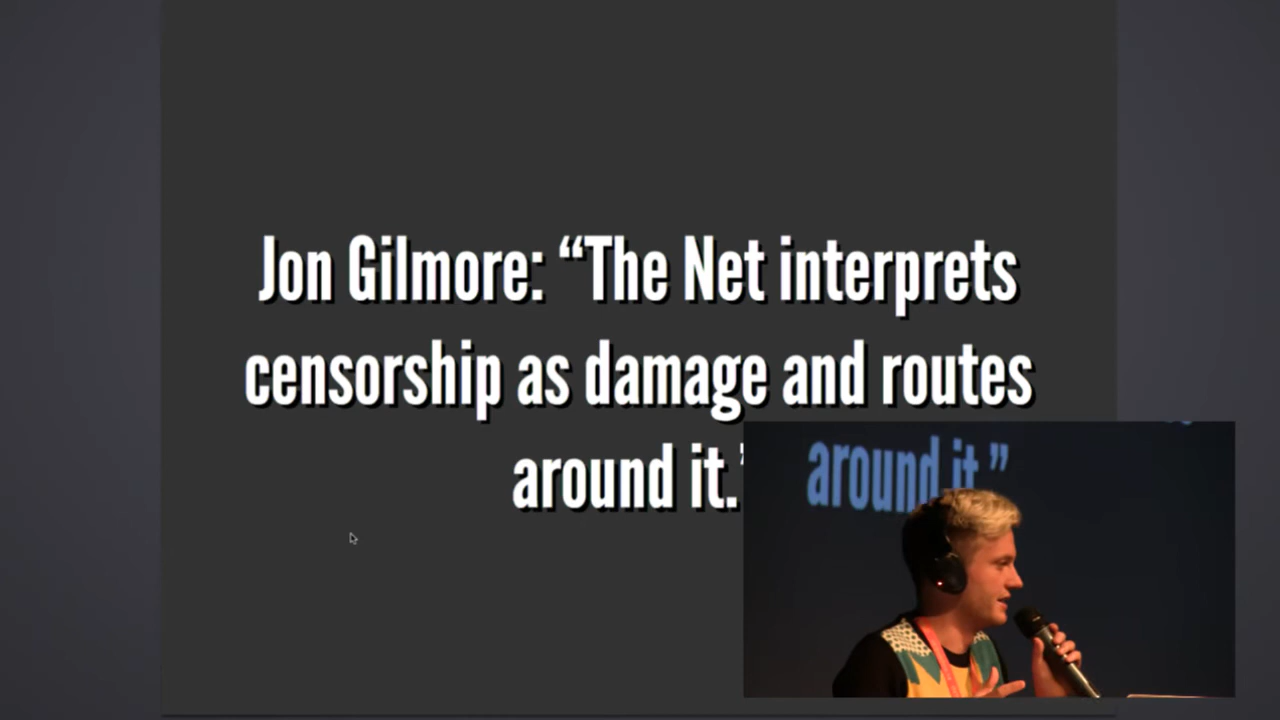 Jon Gilmore: “The Net interprets
censorship as damage and routes
around it.”
around it.”